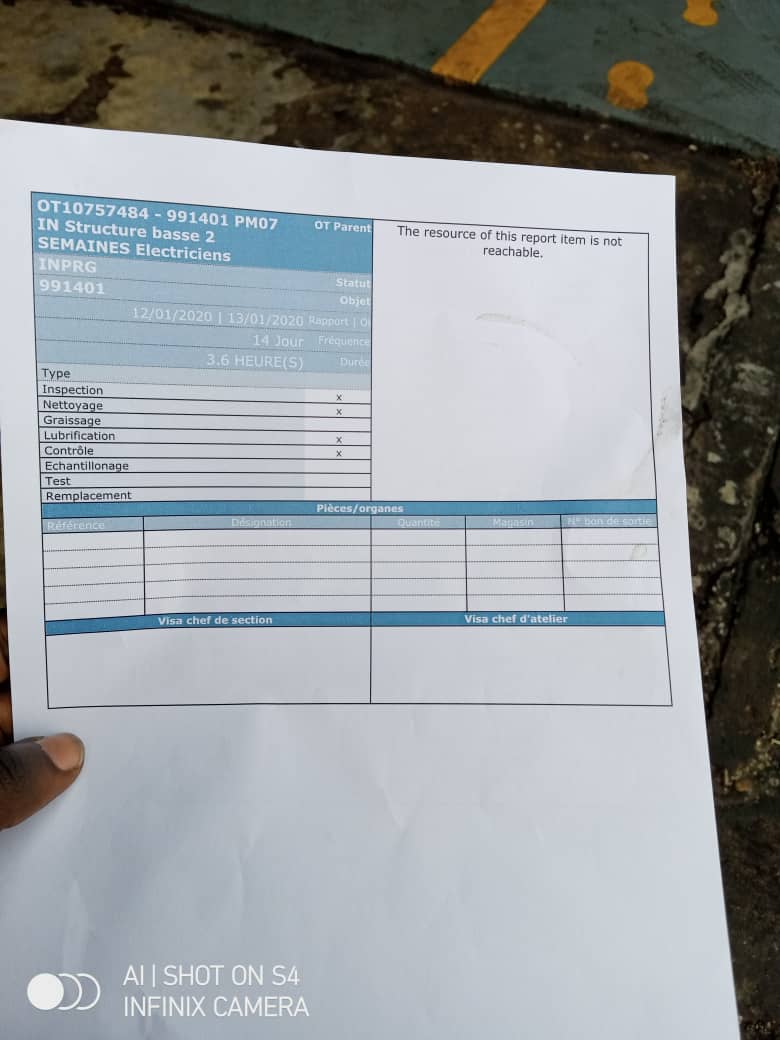 OT10757484 - 991401 PM07 OT Parent
IN Structure basse 2
SEMAINES Electriciens
INPRG Statut
991401 Objet
12/01/2020 | 13/01/2020 Rapport | O
14 Jour Fréquence
3.6 HEURE(S) Durée
The resource of this report item is not
reachable.
Type
Inspection x
Nettoyage x
Graissage
Lubrification x
Contrôle x
Echantillonage
Test
Remplacement
Pièces/organes
Référence Désignation Quantité Magasin N° bon de sortie
Visa chef de section Visa chef d'atelier
AI | SHOT ON S4
INFINIX CAMERA